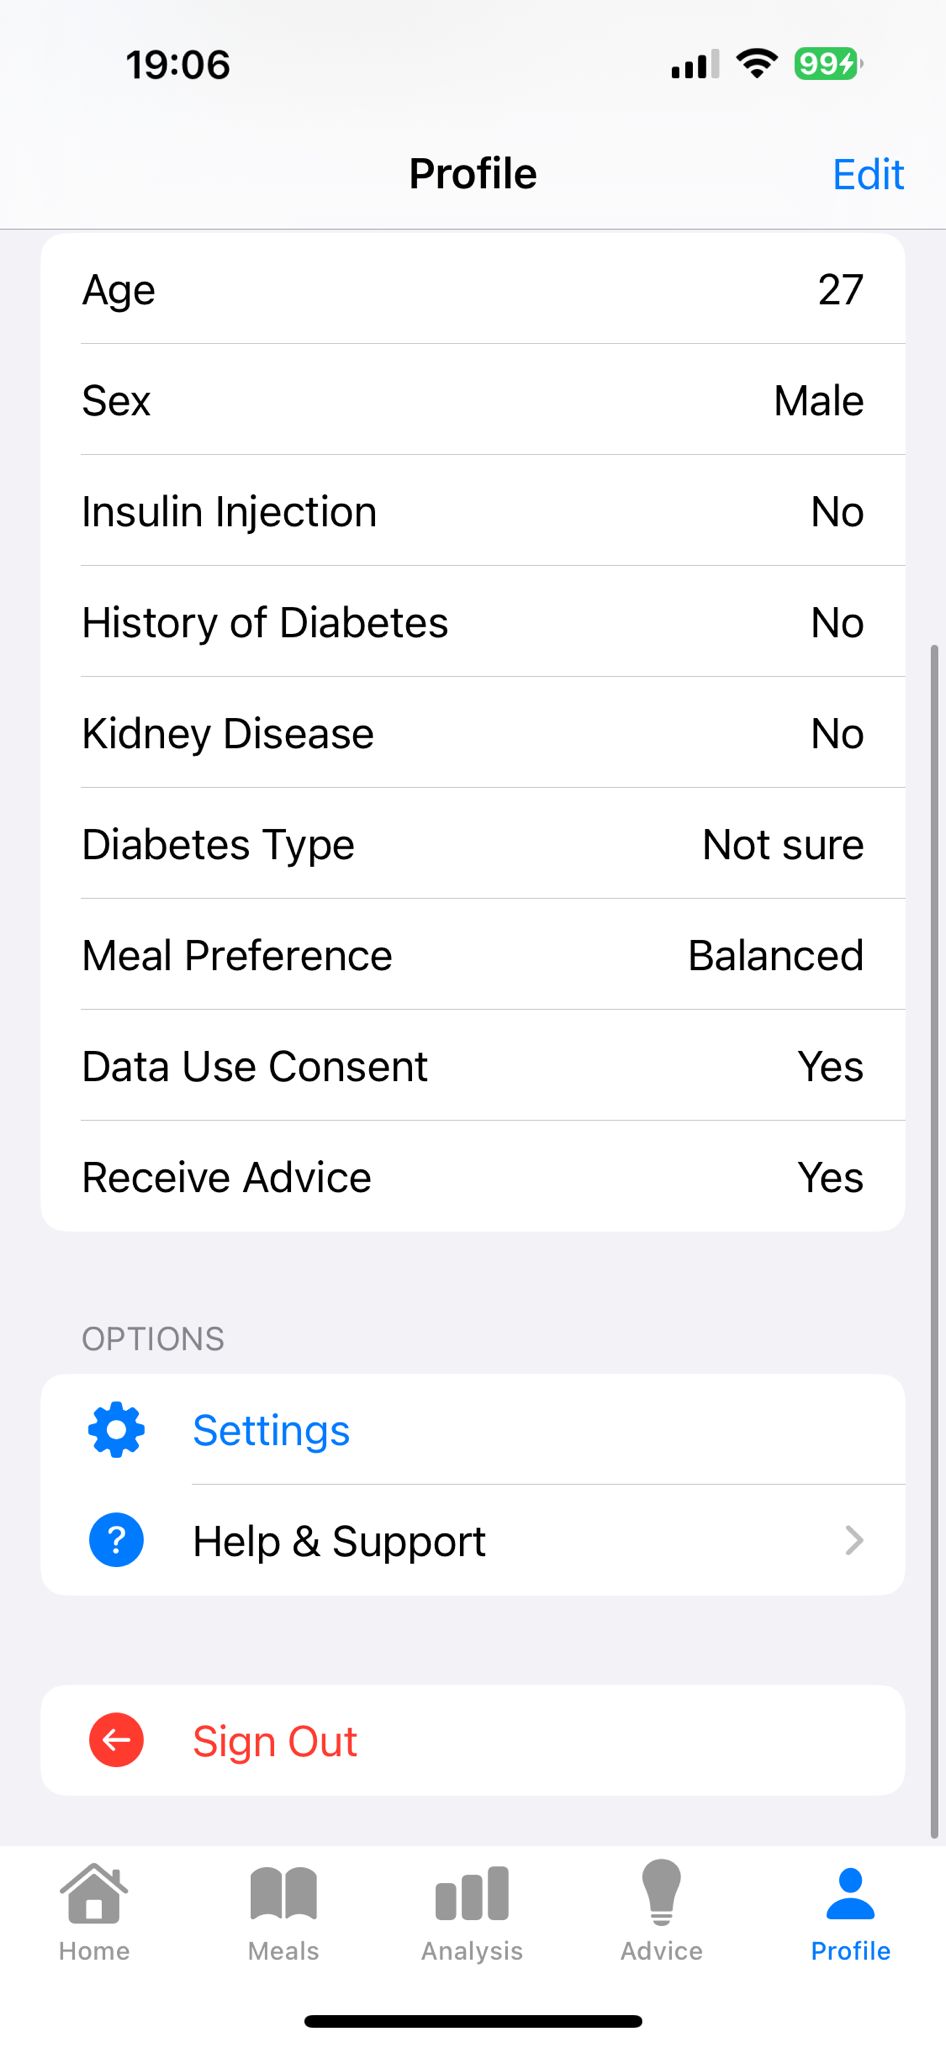 19:06
99
Profile
Edit
Age 27
Sex Male
Insulin Injection No
History of Diabetes No
Kidney Disease No
Diabetes Type Not sure
Meal Preference Balanced
Data Use Consent Yes
Receive Advice Yes
OPTIONS
Settings
? Help & Support
Sign Out
Home Meals Analysis Advice Profile